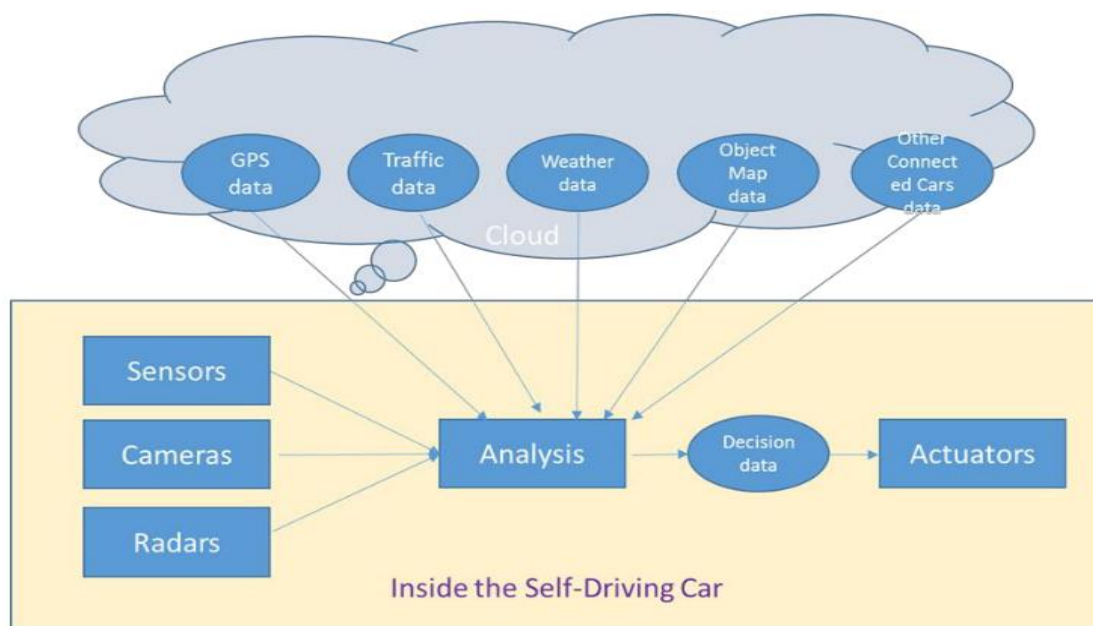 GPS
data
Traffic
data
Weather
data
Object
Map
data
Other
Connect
ed Cars
data
Cloud
Sensors
Cameras
Radars
Analysis
Decision
data
Actuators
Inside the Self-Driving Car